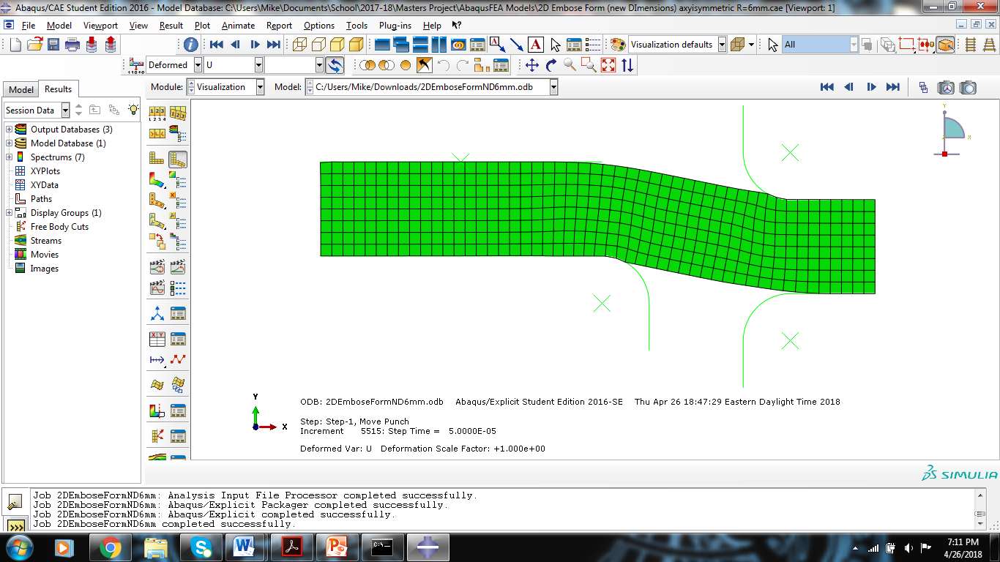 Abaqus/CAE Student Edition 2016 - Model Database: C:\Users\Mike\Documents\School\2017-18\Masters Project\AbaqusFEA Models\2D Embose Form (new DImensions) axyisymmetric R=6mm.cae [Viewport: 1]
File Model Viewport View Result Plot Animate Report Options Tools Plug-ins Help
Visualization defaults All
Deformed U
Model Results Module: Visualization Model: C:/Users/Mike/Downloads/2DEmboseFormND6mm.odb
Session Data
Output Databases (3)
Model Database (1)
Spectrums (7)
XYPlots
XYData
Paths
Display Groups (1)
Free Body Cuts
Streams
Movies
Images
Y
X
Y
X
ODB: 2DEmboseFormND6mm.odb Abaqus/Explicit Student Edition 2016-SE Thu Apr 26 18:47:29 Eastern Daylight Time 2018
Step: Step-1, Move Punch
Increment 5515: Step Time = 5.0000E-05
Deformed Var: U Deformation Scale Factor: +1.000e+00
SIMULIA
Job 2DEmboseFormND6mm: Analysis Input File Processor completed successfully.
Job 2DEmboseFormND6mm: Abaqus/Explicit Packager completed successfully.
Job 2DEmboseFormND6mm: Abaqus/Explicit completed successfully.
Job 2DEmboseFormND6mm completed successfully.
7:11 PM
4/26/2018